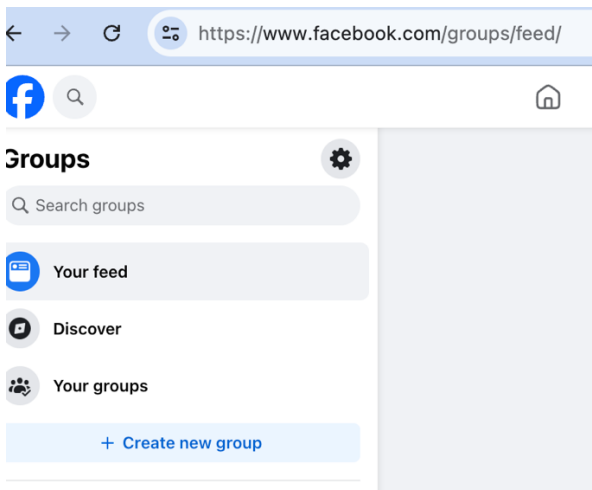 https://www.facebook.com/groups/feed/
Groups
Search groups
Your feed
Discover
Your groups
+ Create new group